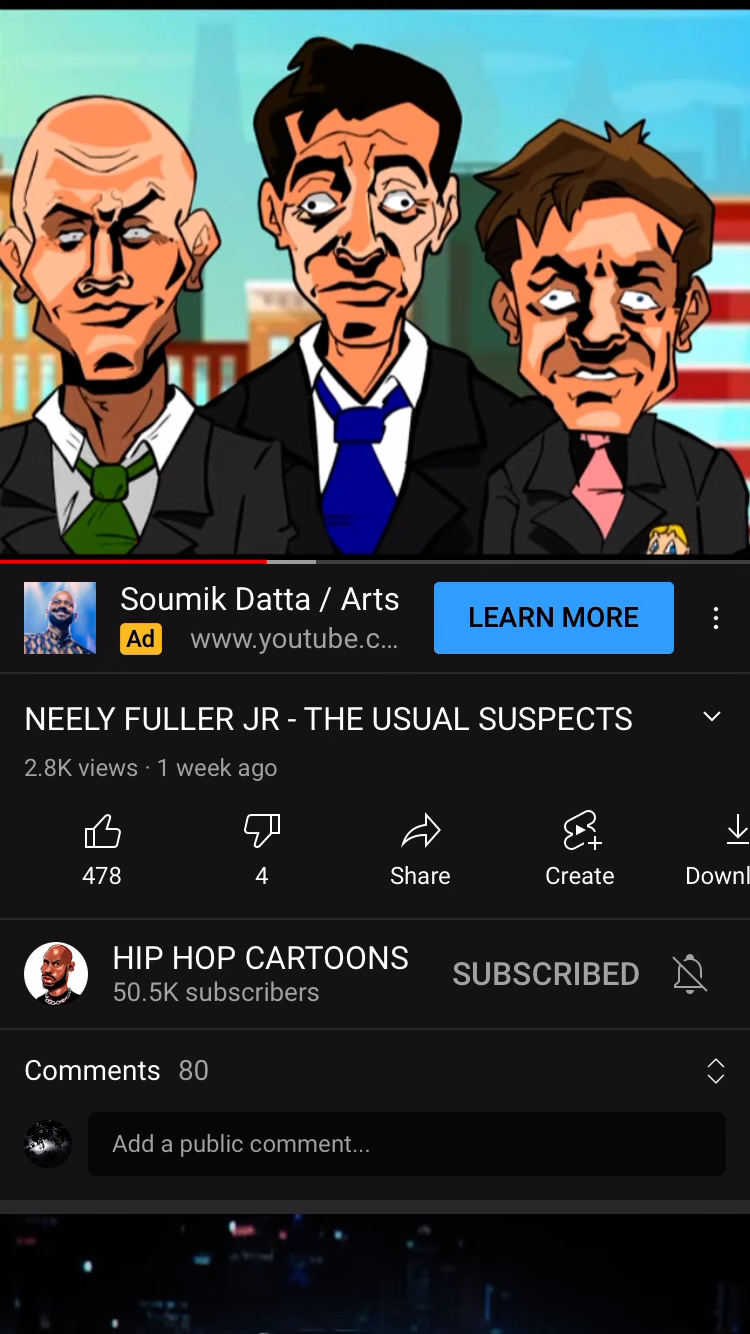 Soumik Datta / Arts
Ad www.youtube.c...
LEARN MORE
NEELY FULLER JR - THE USUAL SUSPECTS
2.8K views · 1 week ago
478
4
Share
Create
Downl
HIP HOP CARTOONS
50.5K subscribers
SUBSCRIBED
Comments 80
Add a public comment...